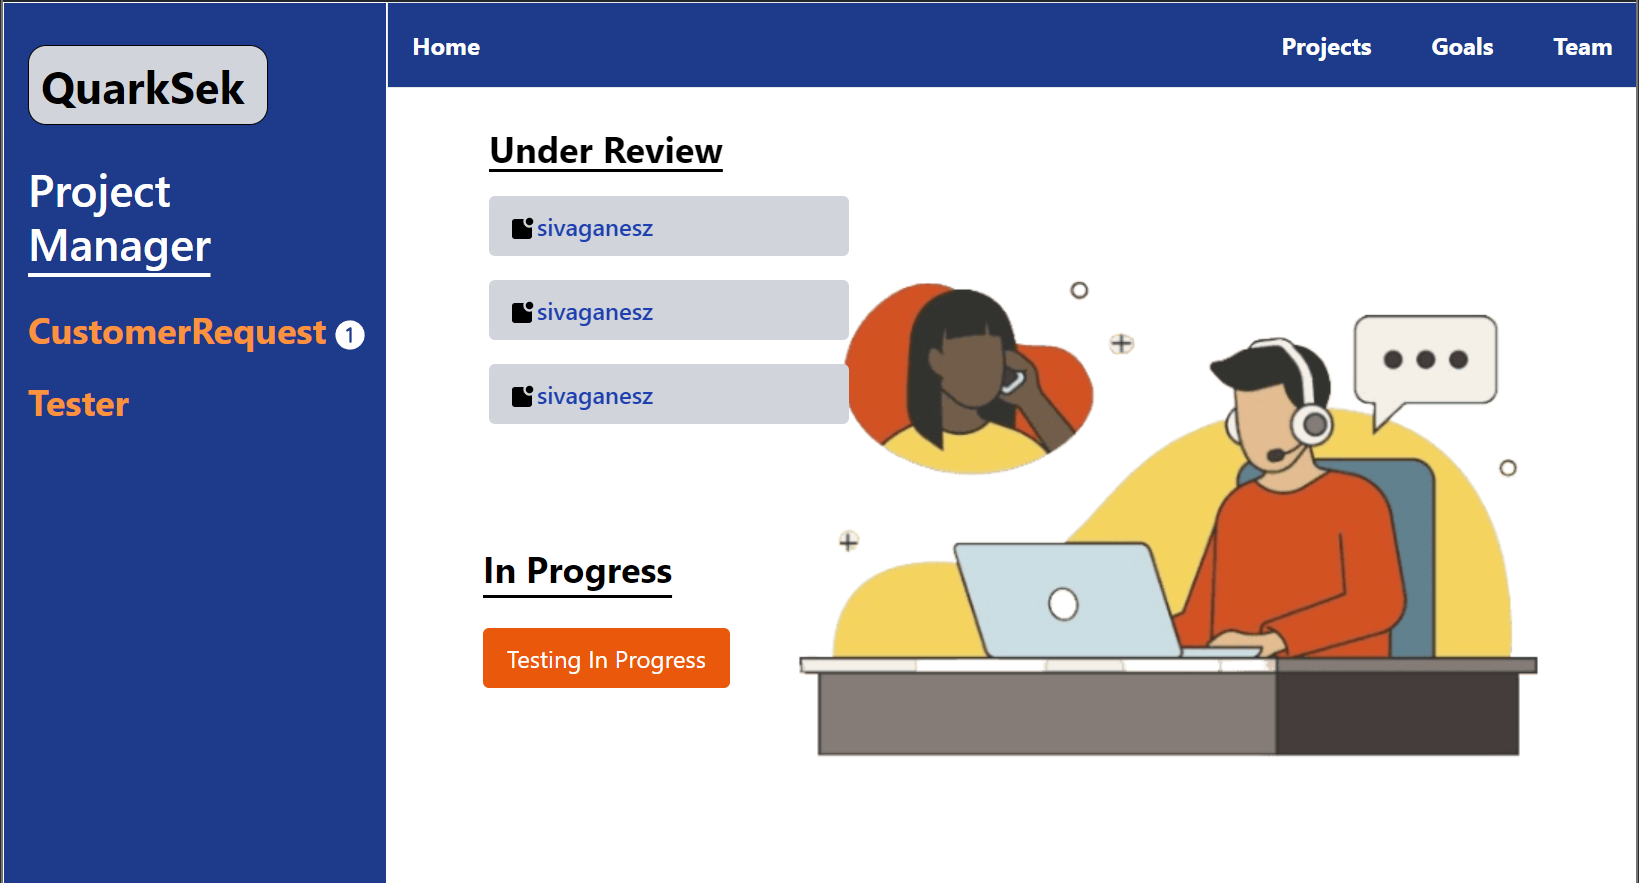 QuarkSek
Project
Manager
CustomerRequest 1
Tester
Home Projects Goals Team
Under Review
sivaganesz
sivaganesz
sivaganesz
In Progress
Testing In Progress